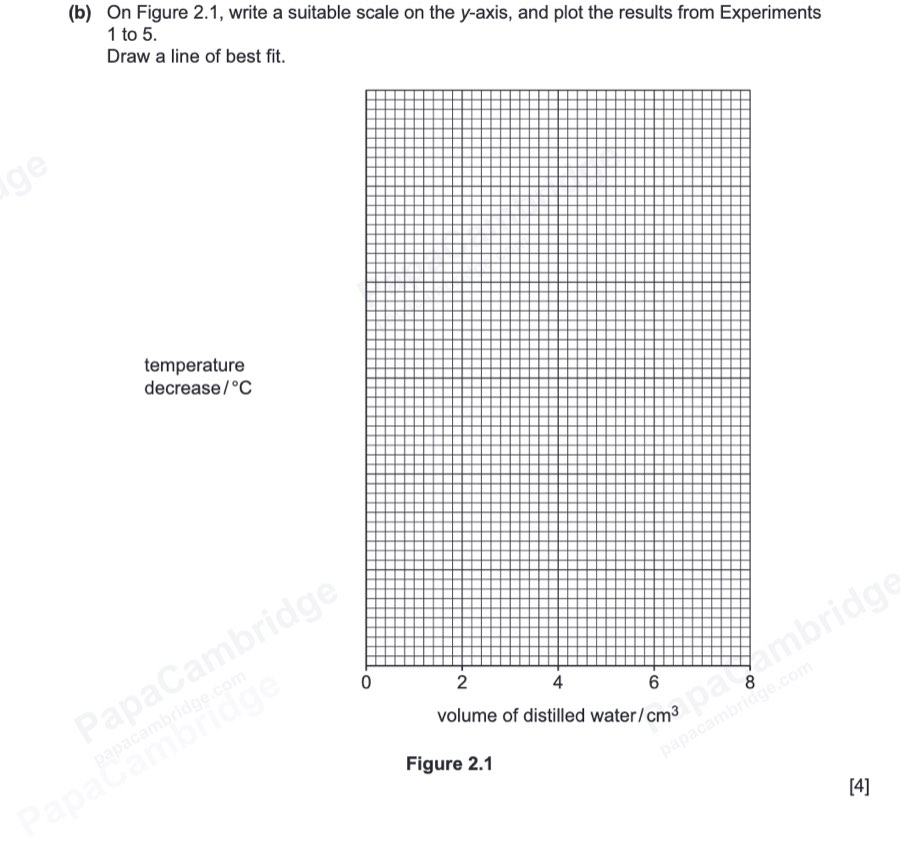 (b) On Figure 2.1, write a suitable scale on the y-axis, and plot the results from Experiments
1 to 5.
Draw a line of best fit.
dge
temperature
decrease / °C
0 2 4 6 8
volume of distilled water / cm³
Figure 2.1
[4]
PapaCambridge
papacambridge.com
PapaCambridge
PapaCambridge
papacambridge.com